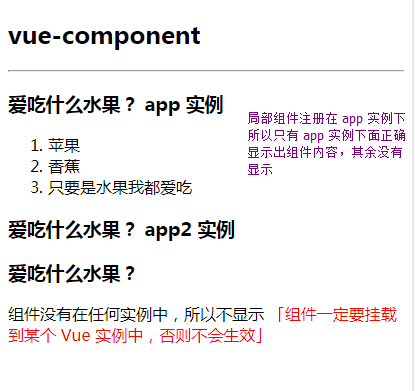 vue-component
爱吃什么水果? app 实例
1. 苹果
2. 香蕉
3. 只要是水果我都爱吃
局部组件注册在 app 实例下
所以只有 app 实例下面正确
显示出组件内容，其余没有
显示
爱吃什么水果? app2 实例
爱吃什么水果?
组件没有在任何实例中，所以不显示 「组件一定要挂载
到某个 Vue 实例中，否则不会生效」